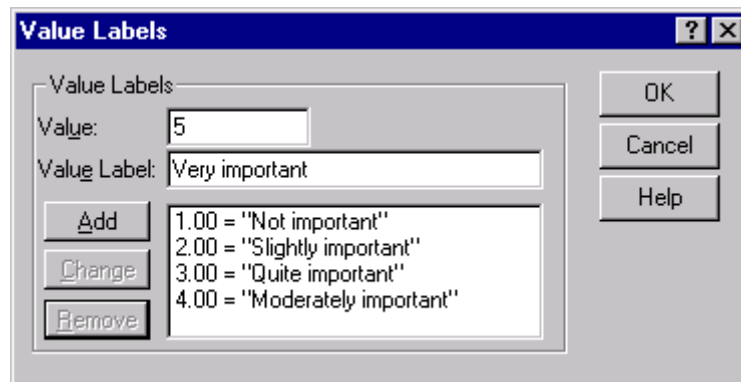 Value Labels
Value Labels
OK
Value: 5
Cancel
Value Label: Very important
Help
Add
1.00 = "Not important"
2.00 = "Slightly important"
Change
3.00 = "Quite important"
4.00 = "Moderately important"
Remove